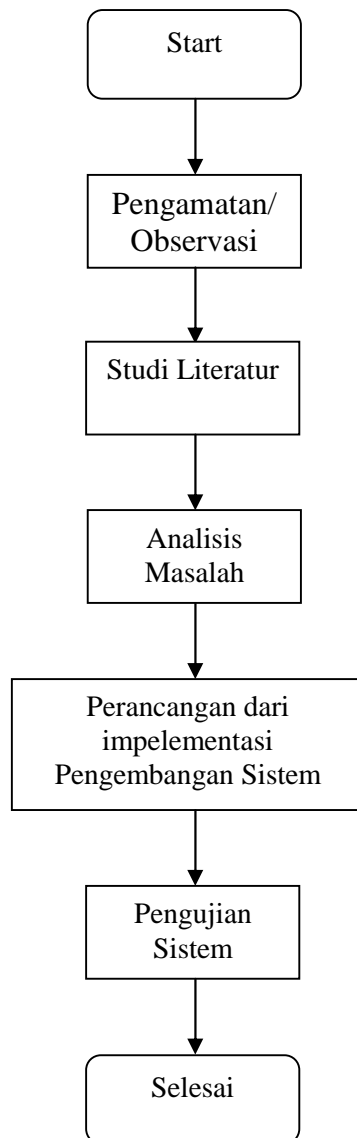 Start
Pengamatan/
Observasi
Studi Literatur
Analisis
Masalah
Perancangan dari
impelementasi
Pengembangan Sistem
Pengujian
Sistem
Selesai